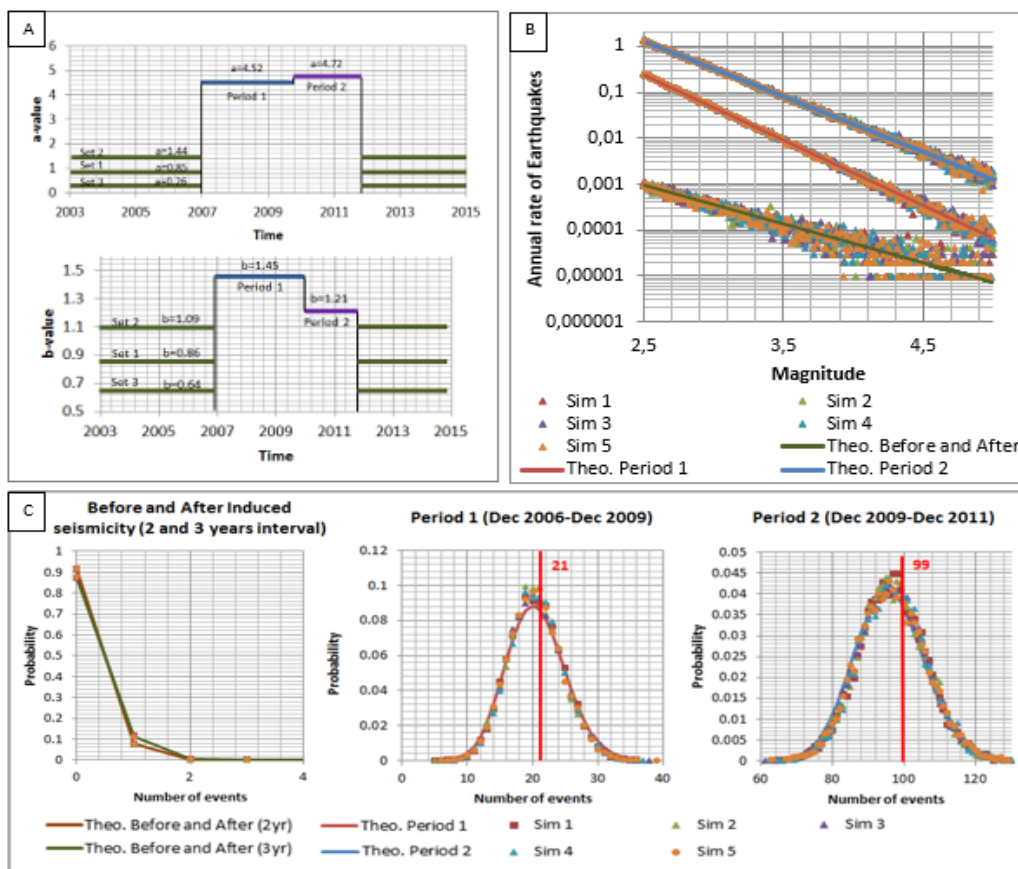 A
a-value
6
5
4
3
2
1
0
a=4.52
a=4.72
Period 1
Period 2
Set 2 a=1.44
Set 1 a=0.85
Set 3 a=0.26
2003 2005 2007 2009 2011 2013 2015
Time
b-value
1.5
1.3
1.1
0.9
0.7
0.5
b=1.45
Period 1
b=1.21
Period 2
Set 2 b=1.09
Set 1 b=0.86
Set 3 b=0.64
2003 2005 2007 2009 2011 2013 2015
Time
B
Annual rate of Earthquakes
1
0,1
0,01
0,001
0,0001
0,00001
0,000001
2,5 3,5 4,5
Magnitude
Sim 1 Sim 2
Sim 3 Sim 4
Sim 5 Theo. Before and After
Theo. Period 1 Theo. Period 2
C
Before and After Induced
seismicity (2 and 3 years interval)
Probability
1
0.9
0.8
0.7
0.6
0.5
0.4
0.3
0.2
0.1
0
0 2 4
Number of events
Period 1 (Dec 2006-Dec 2009)
Probability
0.12
0.1
0.08
0.06
0.04
0.02
0
21
0 10 20 30 40
Number of events
Period 2 (Dec 2009-Dec 2011)
Probability
0.05
0.045
0.04
0.035
0.03
0.025
0.02
0.015
0.01
0.005
0
99
60 80 100 120
Number of events
Theo. Before and After (2yr) Theo. Period 1 Sim 1 Sim 2 Sim 3
Theo. Before and After (3yr) Theo. Period 2 Sim 4 Sim 5